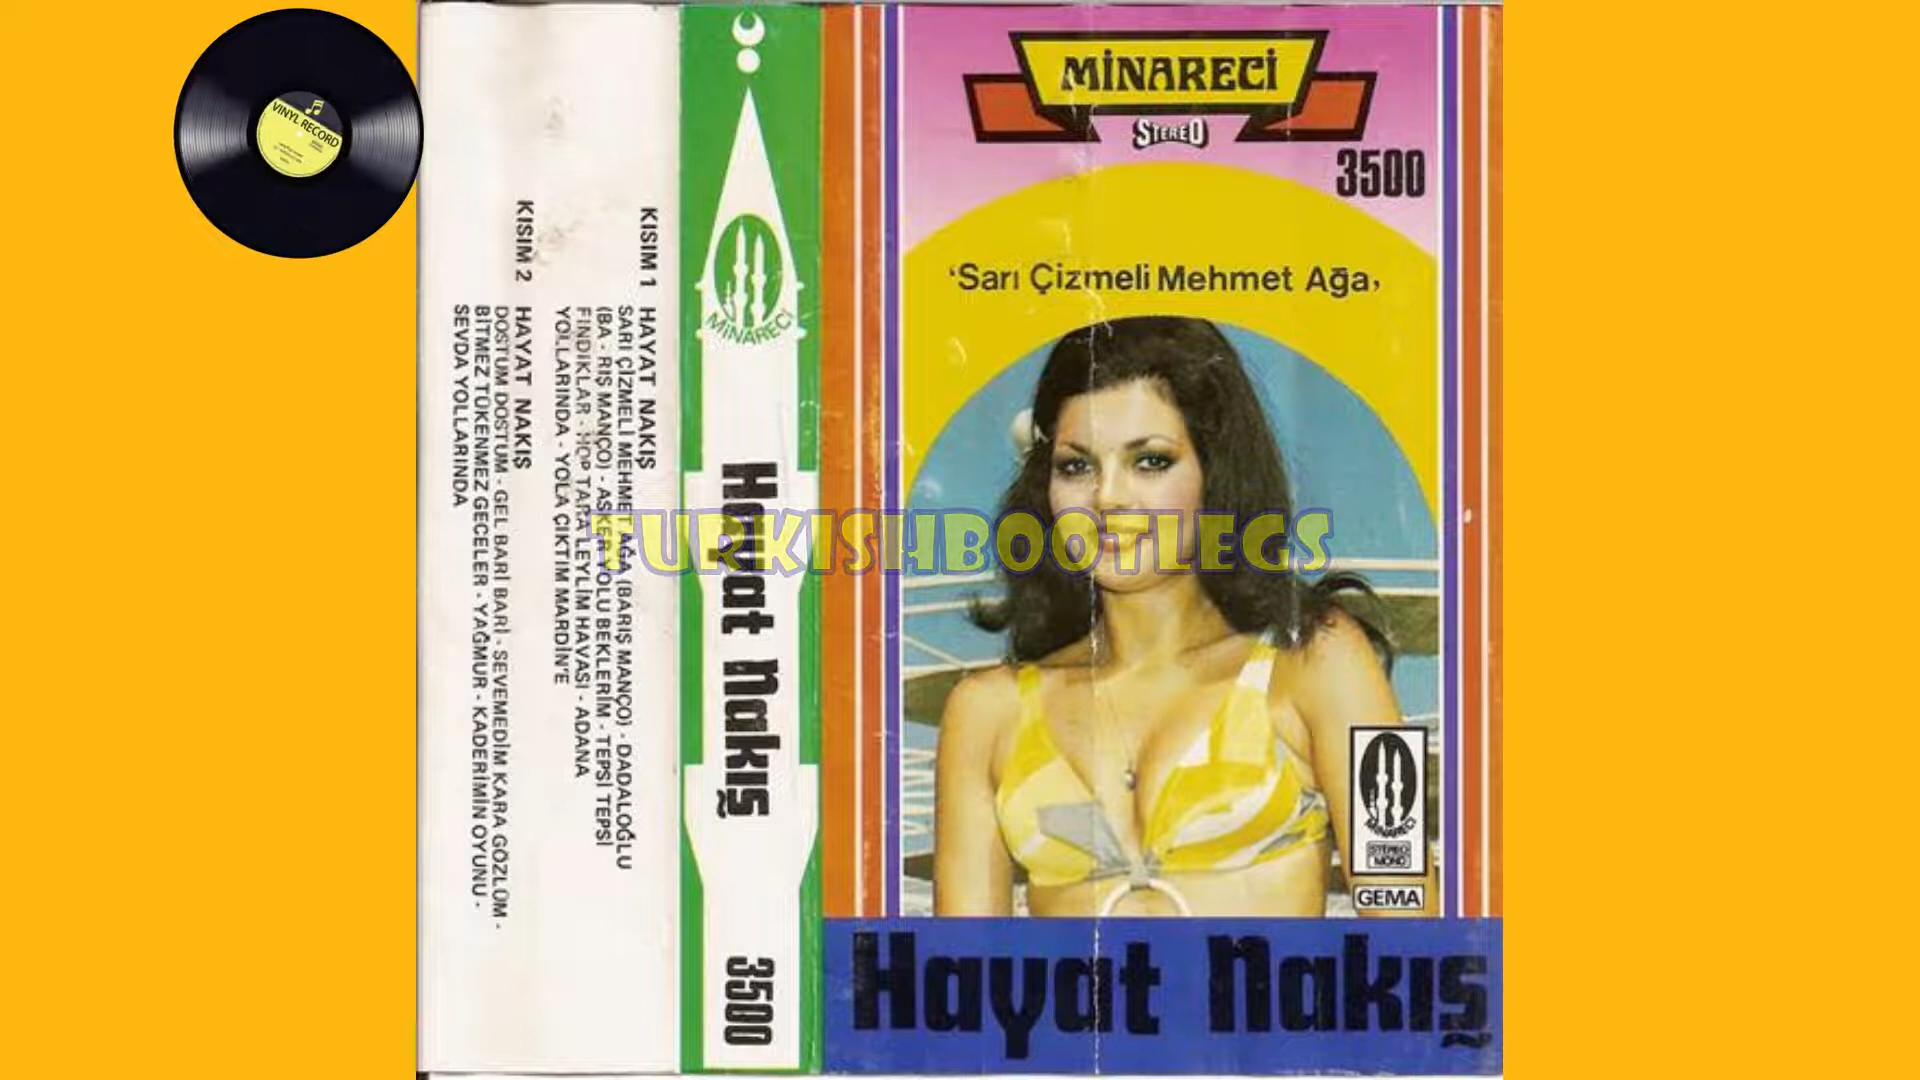 VINYL RECORD
KISIM 1 HAYAT NAKIŞ
SARI ÇİZMELİ MEHMET AĞA (BARIŞ MANÇO) - DADALOĞLU
(BA - RIŞ MANÇO) - ASKER YOLU BEKLERİM - TEPSİ TEPSİ
FINDIKLAR - HOP TARA LEYLİM HAVASI - ADANA
YOLLARINDA - YOLA ÇIKTIM MARDİN'E
KISIM 2 HAYAT NAKIŞ
DOSTUM DOSTUM - GEL BARİ BARİ - SEVEMEDİM KARA GÖZLÜM -
BİTMEZ TÜKENMEZ GECELER - YAĞMUR - KADERİMİN OYUNU -
SEVDA YOLLARINDA
MİNARECİ
Hayat Nakış
3500
MİNARECİ
STEREO
3500
‘Sarı Çizmeli Mehmet Ağa,
TURKISHBOOTLEGS
MİNARECİ
STEREO
MONO
GEMA
Hayat Nakış